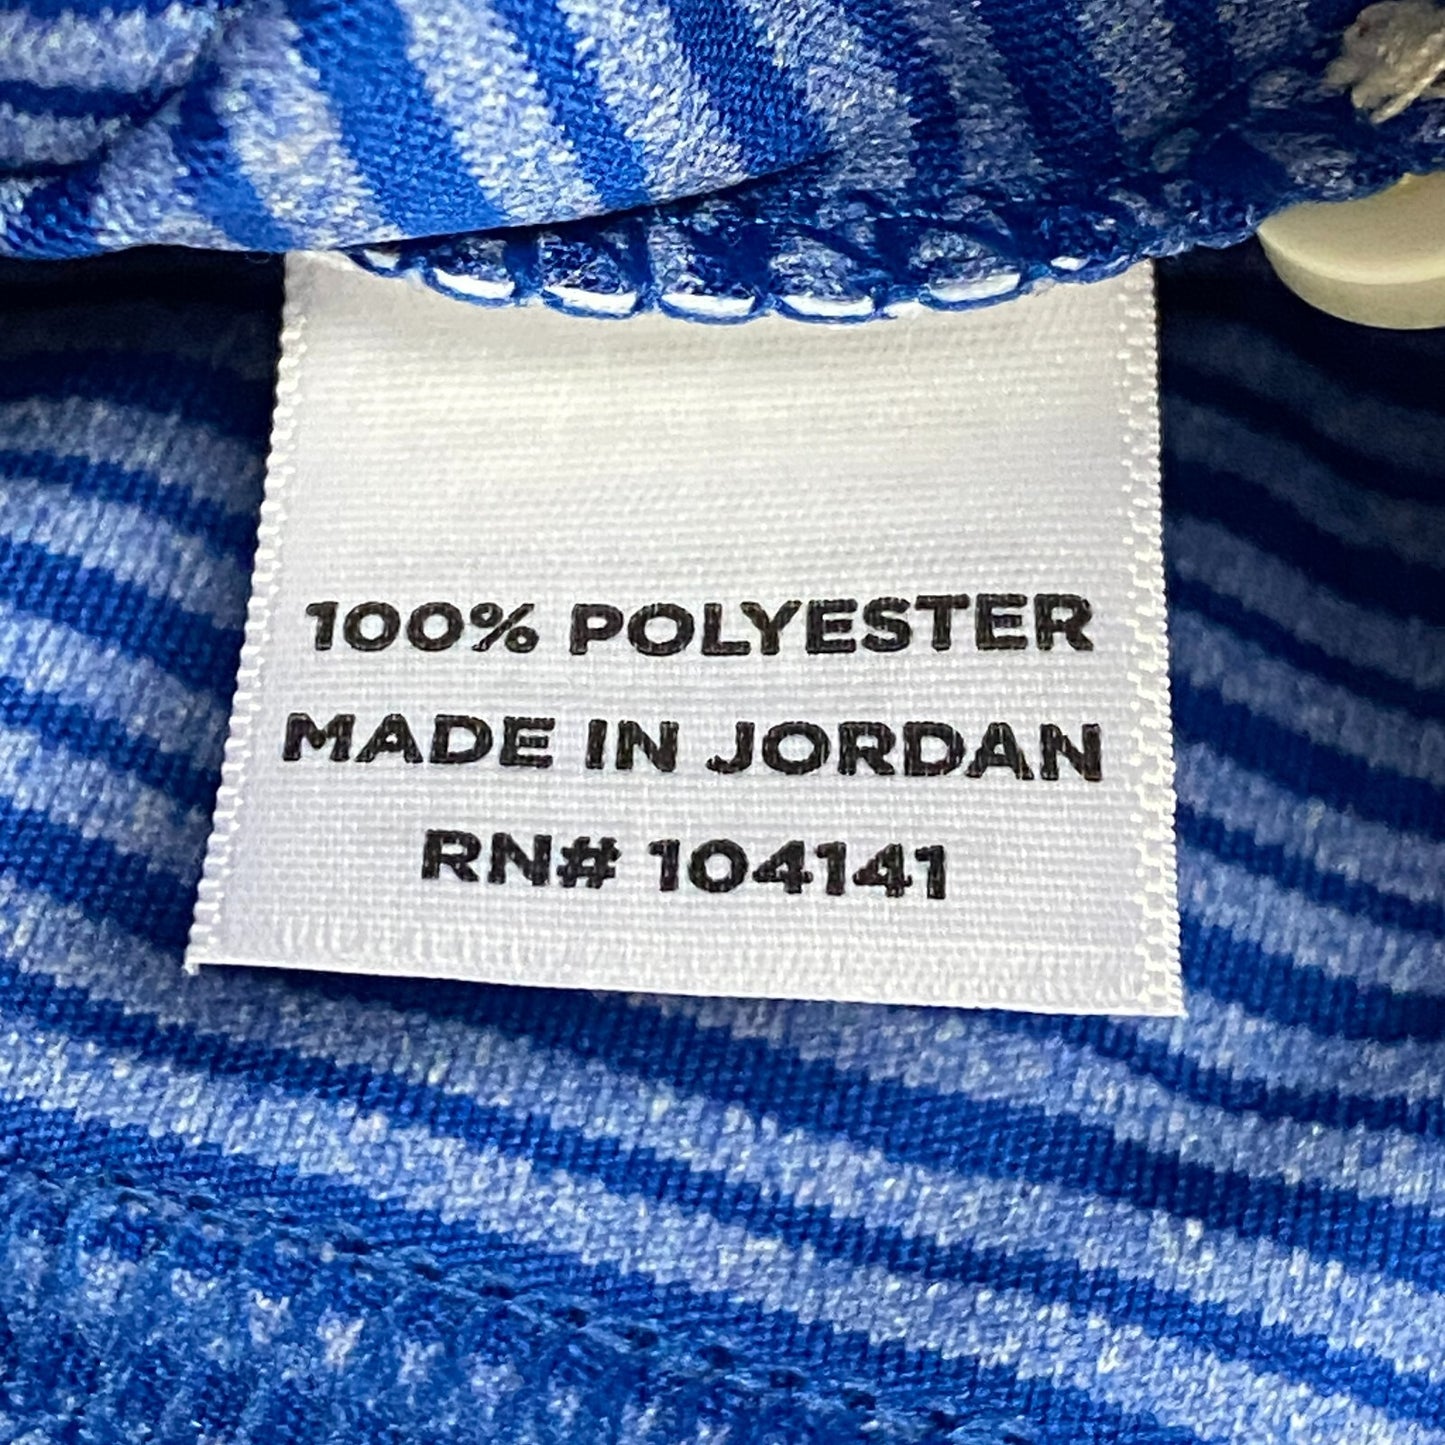 100% POLYESTER
MADE IN JORDAN
RN# 104141